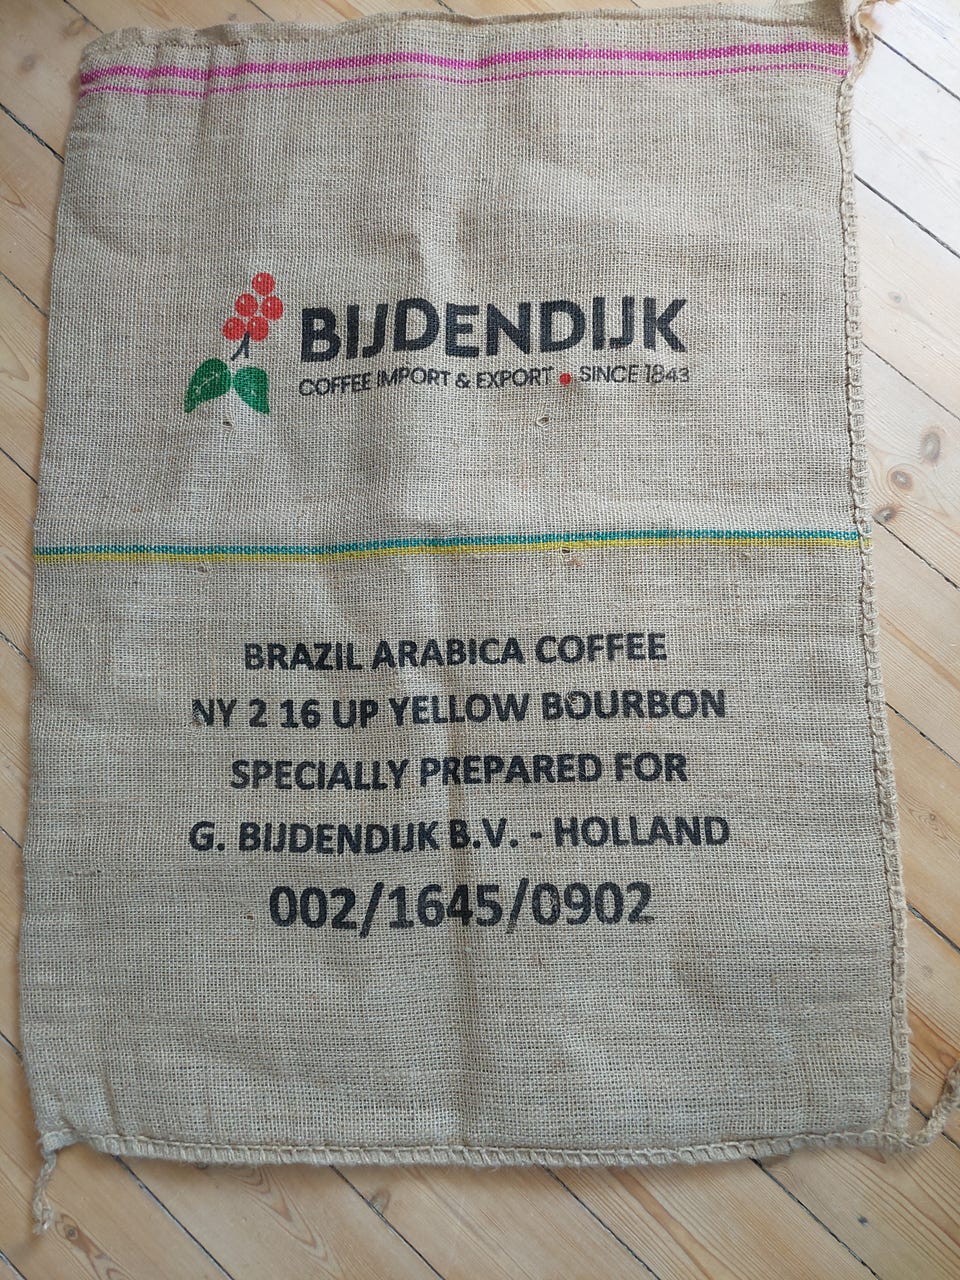 BIJDENDIJK
COFFEE IMPORT & EXPORT • SINCE 1843
BRAZIL ARABICA COFFEE
NY 2 16 UP YELLOW BOURBON
SPECIALLY PREPARED FOR
G. BIJDENDIJK B.V. - HOLLAND
002/1645/0902